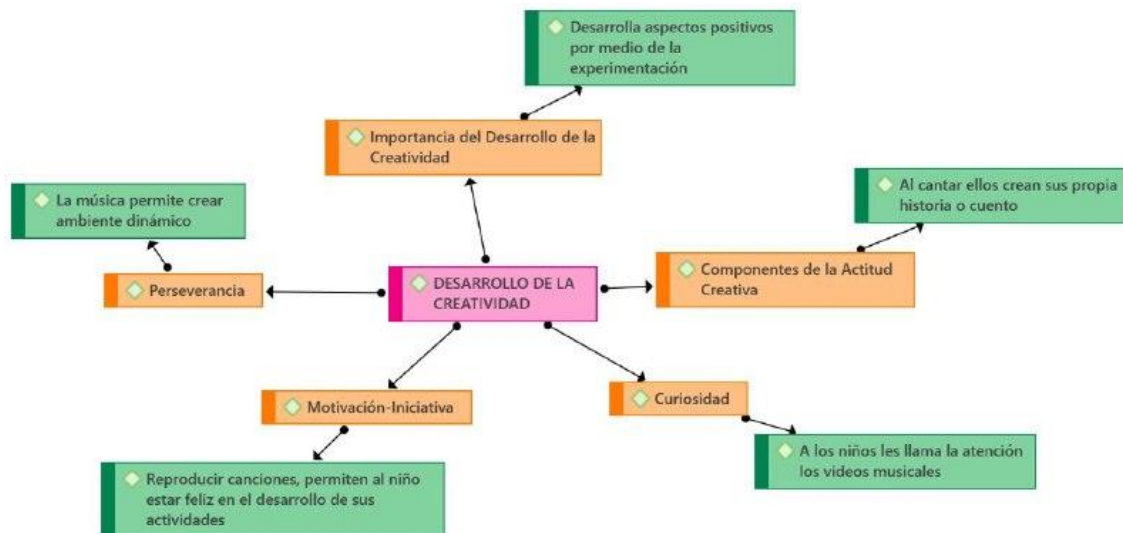 Desarrolla aspectos positivos
por medio de la
experimentación
Importancia del Desarrollo de la
Creatividad
Al cantar ellos crean sus propia
historia o cuento
La música permite crear
ambiente dinámico
Componentes de la Actitud
Creativa
DESARROLLO DE LA
CREATIVIDAD
Perseverancia
Motivación-Iniciativa
Curiosidad
A los niños les llama la atención
los videos musicales
Reproducir canciones, permiten al niño
estar feliz en el desarrollo de sus
actividades